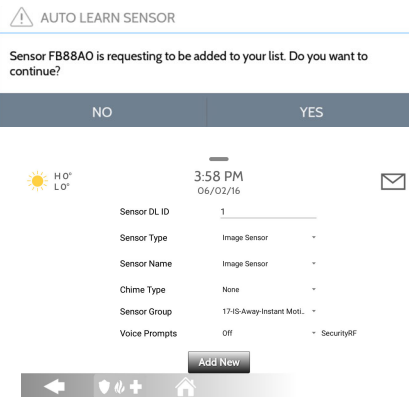 AUTO LEARN SENSOR
Sensor FB88A0 is requesting to be added to your list. Do you want to
continue?
NO YES
H 0°
L 0°
3:58 PM
06/02/16
Sensor DL ID 1
Sensor Type Image Sensor
Sensor Name Image Sensor
Chime Type None
Sensor Group 17-IS-Away-Instant Moti..
Voice Prompts Off SecurityRF
Add New